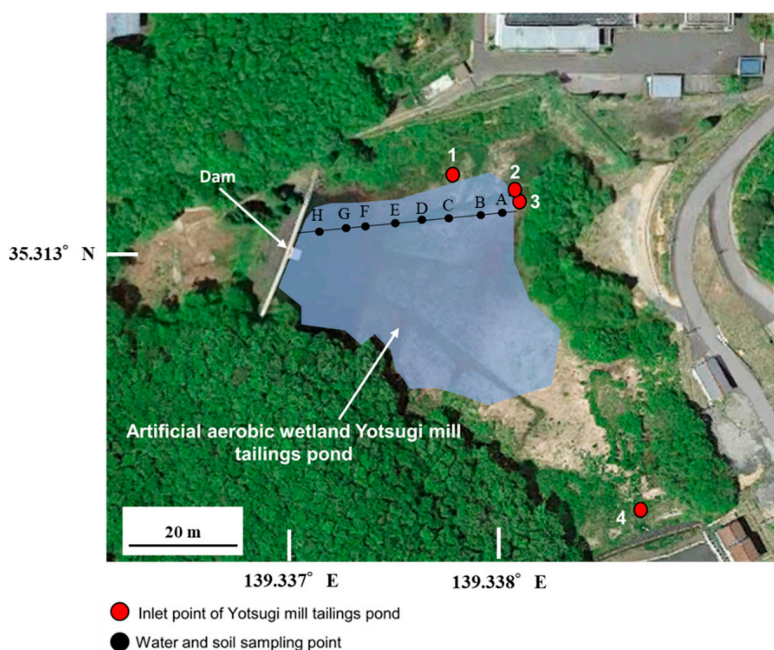 1
2
3
Dam
H G F E D C B A
35.313° N
Artificial aerobic wetland Yotsugi mill
tailings pond
4
20 m
139.337° E 139.338° E
Inlet point of Yotsugi mill tailings pond
Water and soil sampling point